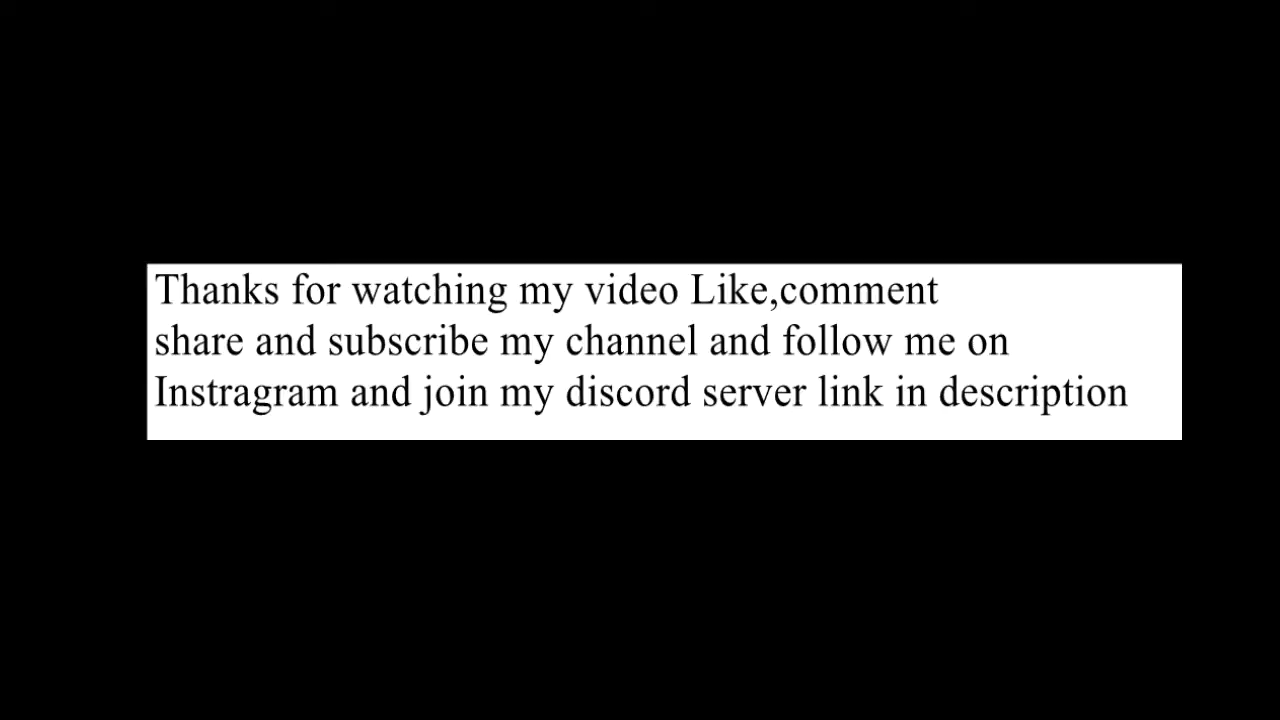 Thanks for watching my video Like,comment
share and subscribe my channel and follow me on
Instragram and join my discord server link in description